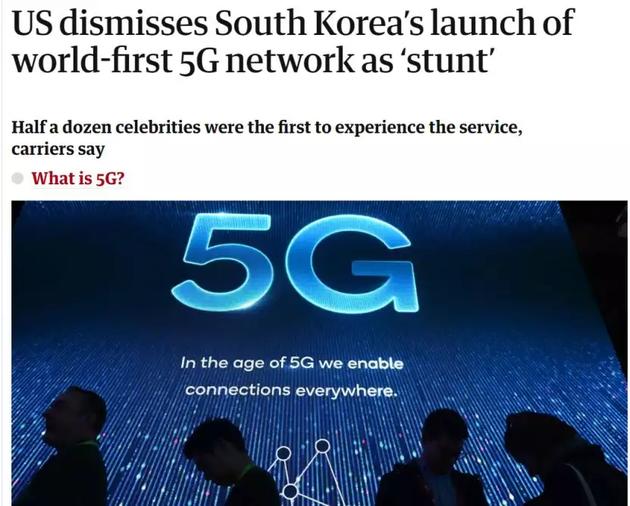 US dismisses South Korea’s launch of
world-first 5G network as ‘stunt’
Half a dozen celebrities were the first to experience the service,
carriers say
What is 5G?
5G
In the age of 5G we enable
connections everywhere.